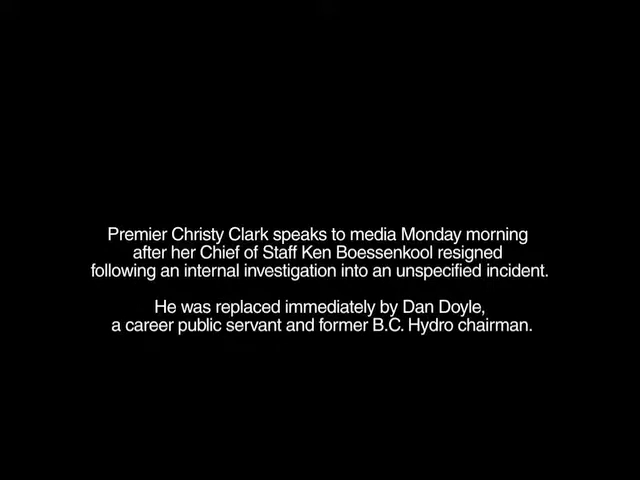 Premier Christy Clark speaks to media Monday morning
after her Chief of Staff Ken Boessenkool resigned
following an internal investigation into an unspecified incident.
He was replaced immediately by Dan Doyle,
a career public servant and former B.C. Hydro chairman.